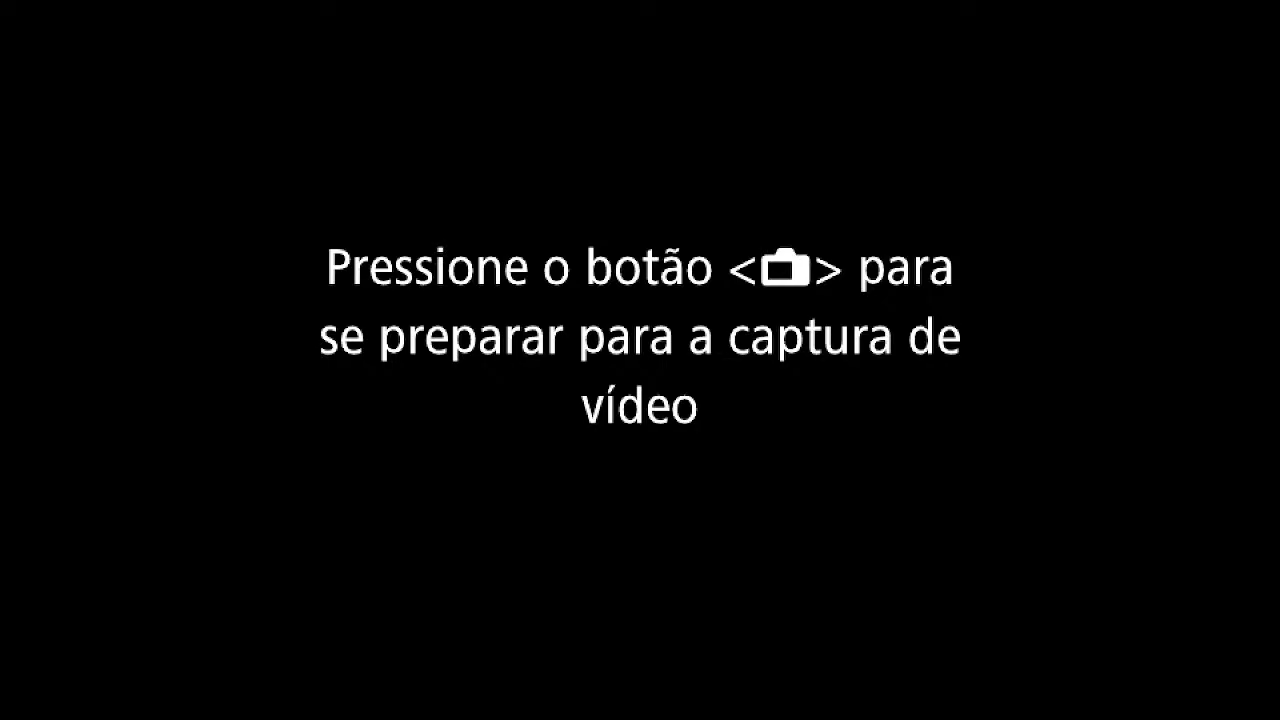 Pressione o botão <📷> para
se preparar para a captura de
vídeo